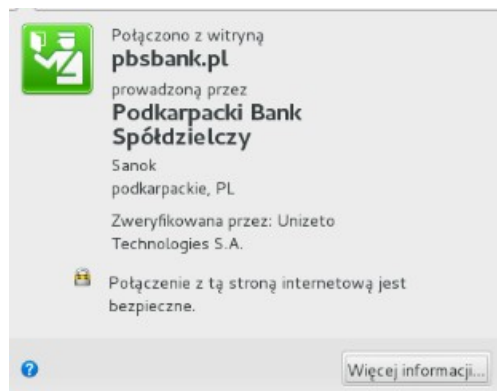 Połączono z witryną
pbsbank.pl
prowadzoną przez
Podkarpacki Bank
Spółdzielczy
Sanok
podkarpackie, PL
Zweryfikowana przez: Unizeto
Technologies S.A.
Połączenie z tą stroną internetową jest
bezpieczne.
Więcej informacji...